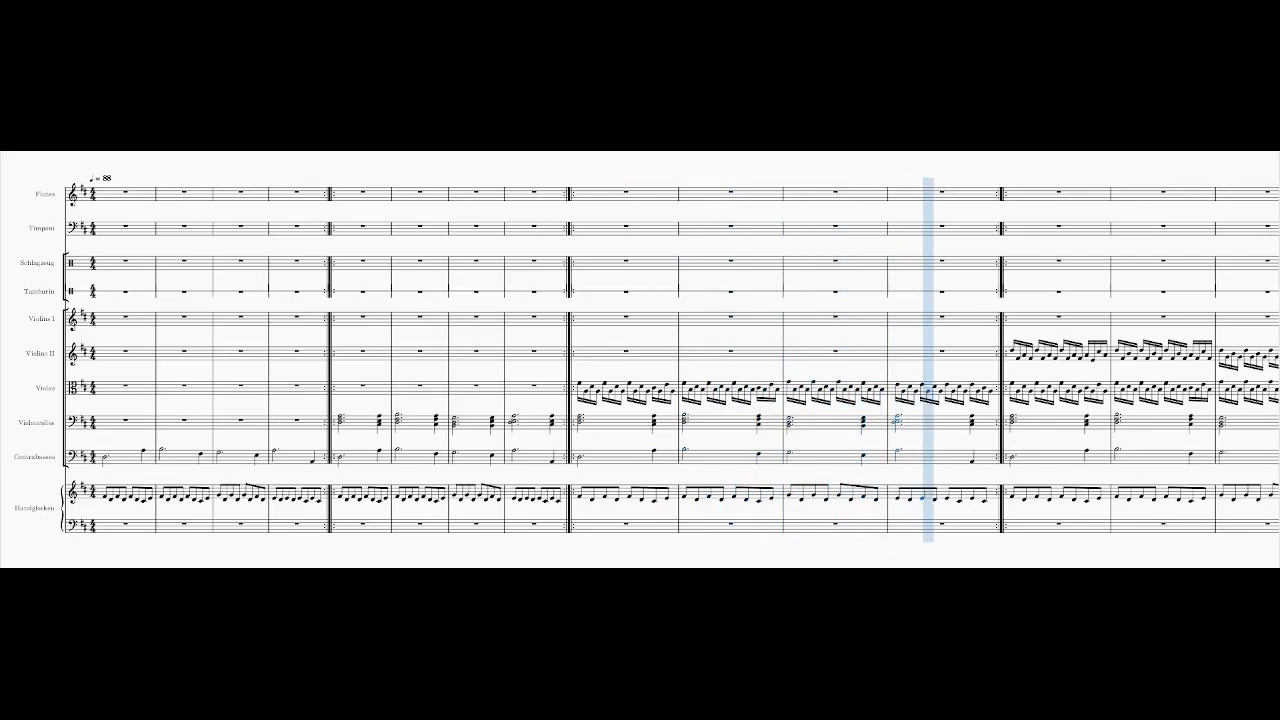 ♩ = 88
Flutes
Timpani
Schlagzeug
Tamburin
Violins I
Violins II
Violas
Violoncellos
Contrabasses
Handglocken